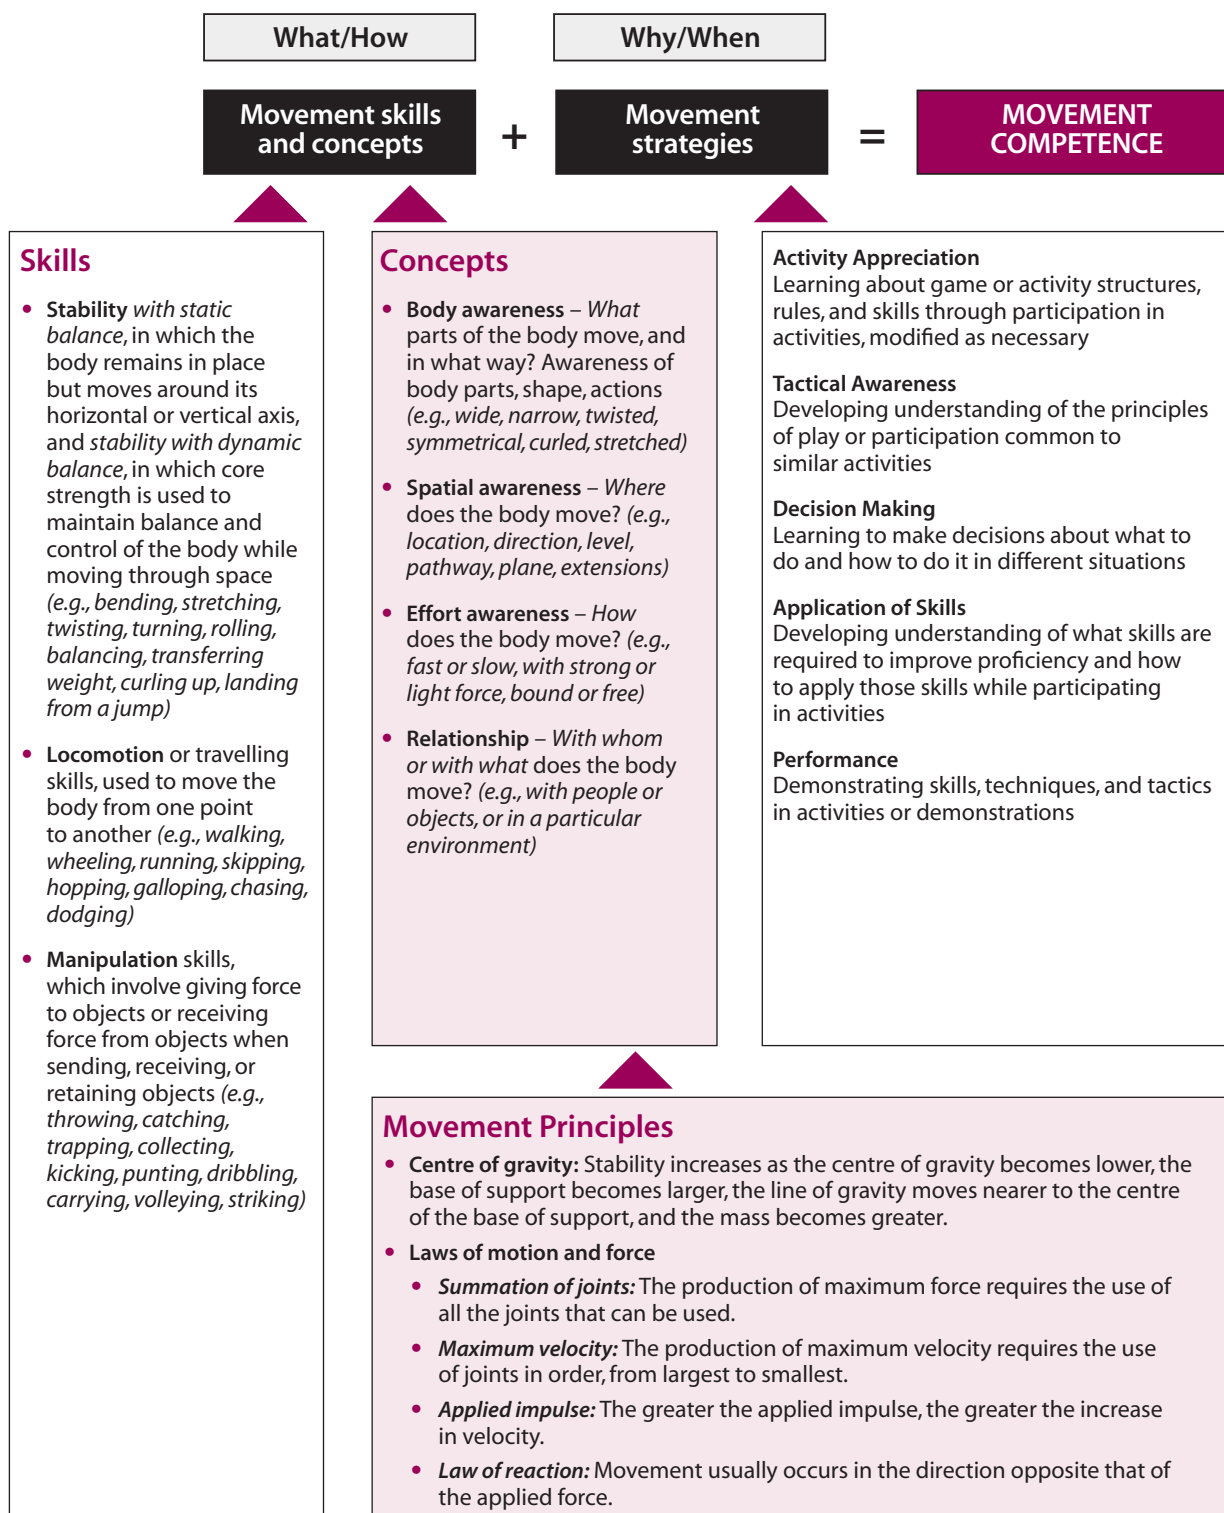 What/How
Why/When
Movement skills
and concepts
+
Movement
strategies
=
MOVEMENT
COMPETENCE
Skills
• Stability with static
balance, in which the
body remains in place
but moves around its
horizontal or vertical axis,
and stability with dynamic
balance, in which core
strength is used to
maintain balance and
control of the body while
moving through space
(e.g., bending, stretching,
twisting, turning, rolling,
balancing, transferring
weight, curling up, landing
from a jump)
• Locomotion or travelling
skills, used to move the
body from one point
to another (e.g., walking,
wheeling, running, skipping,
hopping, galloping, chasing,
dodging)
• Manipulation skills,
which involve giving force
to objects or receiving
force from objects when
sending, receiving, or
retaining objects (e.g.,
throwing, catching,
trapping, collecting,
kicking, punting, dribbling,
carrying, volleying, striking)
Concepts
• Body awareness – What
parts of the body move, and
in what way? Awareness of
body parts, shape, actions
(e.g., wide, narrow, twisted,
symmetrical, curled, stretched)
• Spatial awareness – Where
does the body move? (e.g.,
location, direction, level,
pathway, plane, extensions)
• Effort awareness – How
does the body move? (e.g.,
fast or slow, with strong or
light force, bound or free)
• Relationship – With whom
or with what does the body
move? (e.g., with people or
objects, or in a particular
environment)
Activity Appreciation
Learning about game or activity structures,
rules, and skills through participation in
activities, modified as necessary
Tactical Awareness
Developing understanding of the principles
of play or participation common to
similar activities
Decision Making
Learning to make decisions about what to
do and how to do it in different situations
Application of Skills
Developing understanding of what skills are
required to improve proficiency and how
to apply those skills while participating
in activities
Performance
Demonstrating skills, techniques, and tactics
in activities or demonstrations
Movement Principles
• Centre of gravity: Stability increases as the centre of gravity becomes lower, the
base of support becomes larger, the line of gravity moves nearer to the centre
of the base of support, and the mass becomes greater.
• Laws of motion and force
• Summation of joints: The production of maximum force requires the use of
all the joints that can be used.
• Maximum velocity: The production of maximum velocity requires the use
of joints in order, from largest to smallest.
• Applied impulse: The greater the applied impulse, the greater the increase
in velocity.
• Law of reaction: Movement usually occurs in the direction opposite that of
the applied force.